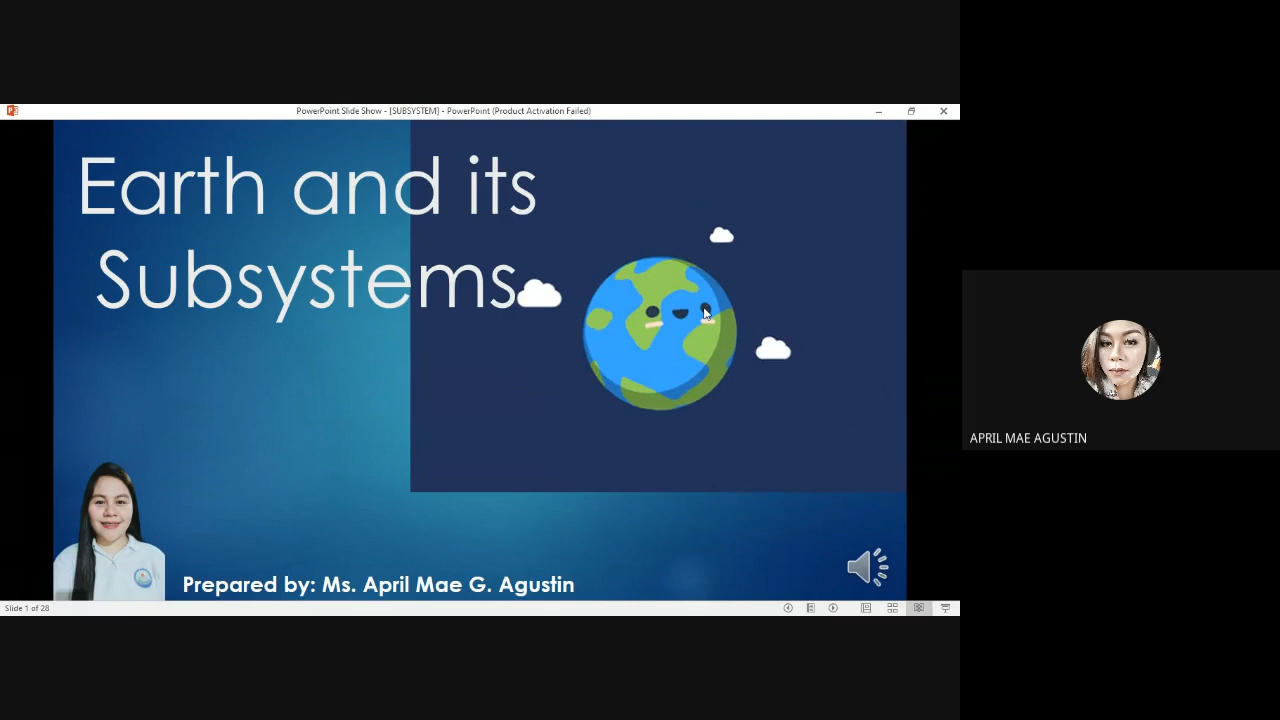 PowerPoint Slide Show - [SUBSYSTEM] - PowerPoint (Product Activation Failed)
Earth and its
Subsystems
APRIL MAE AGUSTIN
Prepared by: Ms. April Mae G. Agustin
Slide 1 of 28